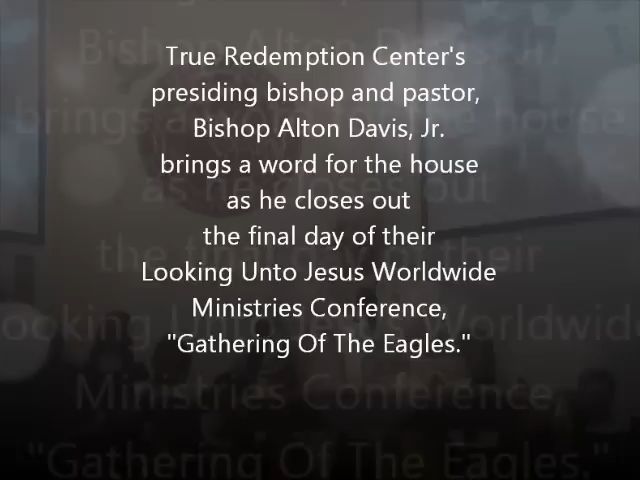 True Redemption Center's
presiding bishop and pastor,
Bishop Alton Davis, Jr.
brings a word for the house
as he closes out
the final day of their
Looking Unto Jesus Worldwide
Ministries Conference,
"Gathering Of The Eagles."